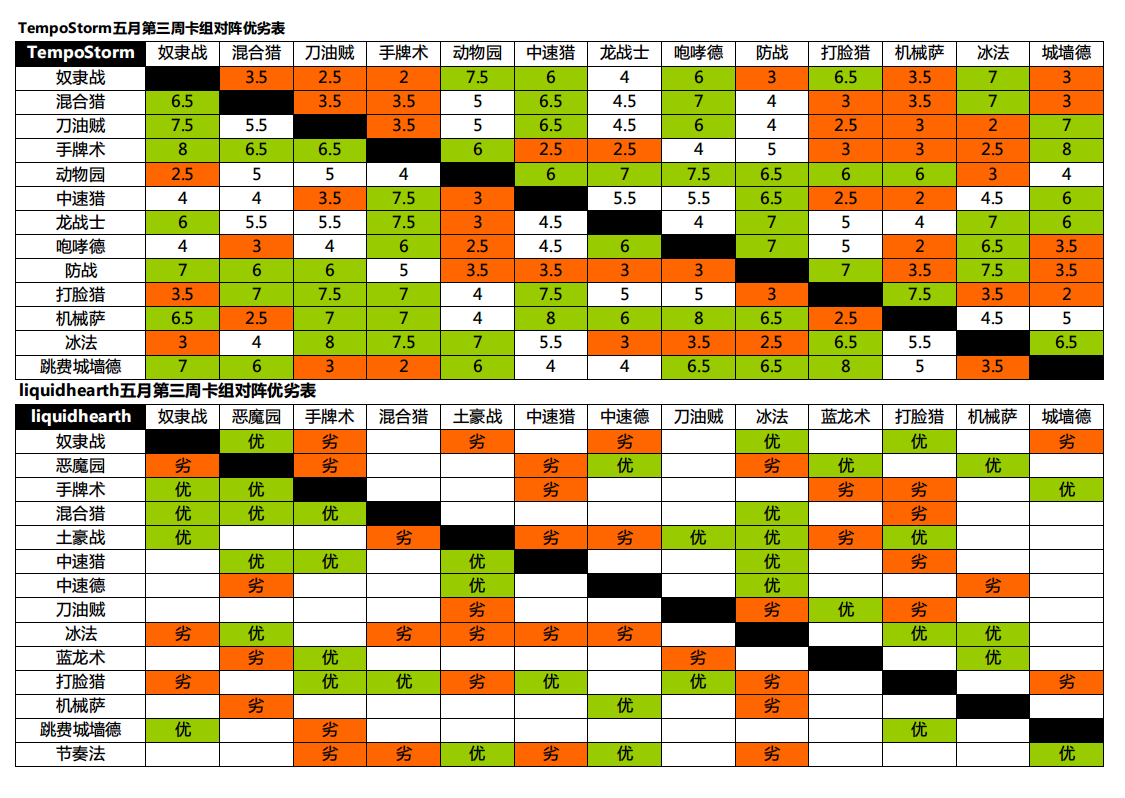 TempoStorm五月第三周卡组对阵优劣表
TempoStorm 奴隶战 混合猎 刀油贼 手牌术 动物园 中速猎 龙战士 咆哮德 防战 打脸猎 机械萨 冰法 城墙德
奴隶战 3.5 2.5 2 7.5 6 4 6 3 6.5 3.5 7 3
混合猎 6.5 3.5 3.5 5 6.5 4.5 7 4 3 3.5 7 3
刀油贼 7.5 5.5 3.5 5 6.5 4.5 6 4 2.5 3 2 7
手牌术 8 6.5 6.5 6 2.5 2.5 4 5 3 3 2.5 8
动物园 2.5 5 5 4 6 7 7.5 6.5 6 6 3 4
中速猎 4 4 3.5 7.5 3 5.5 5.5 6.5 2.5 2 4.5 6
龙战士 6 5.5 5.5 7.5 3 4.5 4 7 5 4 7 6
咆哮德 4 3 4 6 2.5 4.5 6 7 5 2 6.5 3.5
防战 7 6 6 5 3.5 3.5 3 3 7 3.5 7.5 3.5
打脸猎 3.5 7 7.5 7 4 7.5 5 5 3 7.5 3.5 2
机械萨 6.5 2.5 7 7 4 8 6 8 6.5 2.5 4.5 5
冰法 3 4 8 7.5 7 5.5 3 3.5 2.5 6.5 5.5 6.5
跳费城墙德 7 6 3 2 6 4 4 6.5 6.5 8 5 3.5
liquidhearth五月第三周卡组对阵优劣表
liquidhearth 奴隶战 恶魔园 手牌术 混合猎 土豪战 中速猎 中速德 刀油贼 冰法 蓝龙术 打脸猎 机械萨 城墙德
奴隶战 优 劣 劣 劣 优 优 劣
恶魔园 劣 劣 劣 优 劣 优 优
手牌术 优 优 劣 劣 劣 优
混合猎 优 优 优 优 劣
土豪战 优 劣 劣 劣 优 优 劣 优
中速猎 优 优 优 优 劣
中速德 劣 优 优 劣
刀油贼 劣 劣 优 劣
冰法 劣 优 劣 劣 劣 劣 优 优
蓝龙术 劣 优 劣 优
打脸猎 劣 优 优 劣 优 优 劣 劣
机械萨 劣 优 劣
跳费城墙德 优 劣 优
节奏法 劣 劣 优 劣 优 劣 优